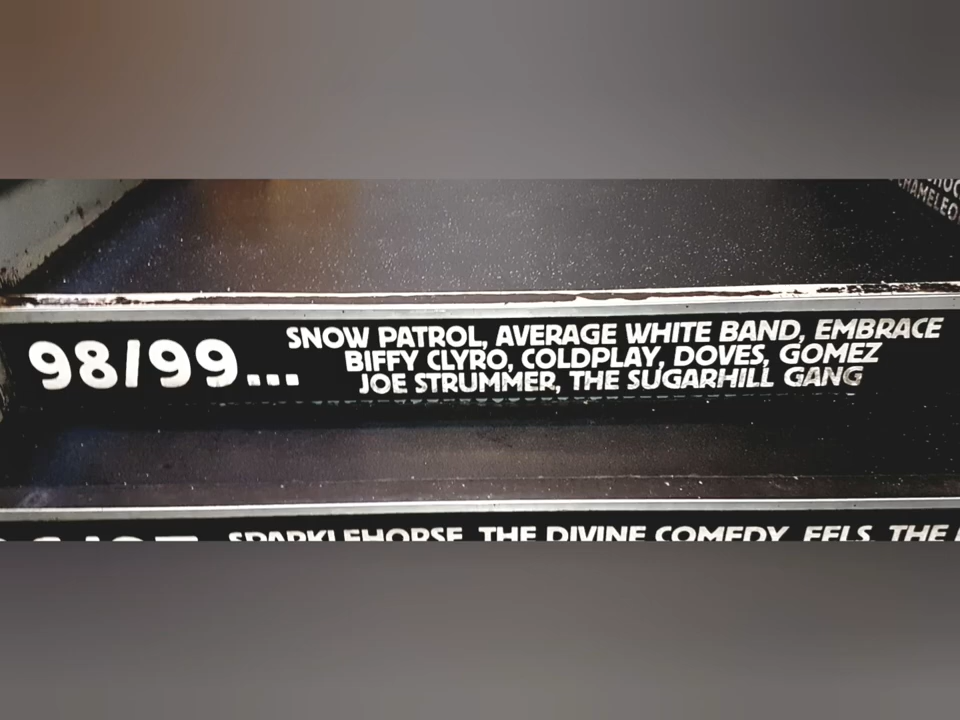 98/99...
SNOW PATROL, AVERAGE WHITE BAND, EMBRACE
BIFFY CLYRO, COLDPLAY, DOVES, GOMEZ
JOE STRUMMER, THE SUGARHILL GANG
SPARKLEHORSE, THE DIVINE COMEDY, EELS, THE